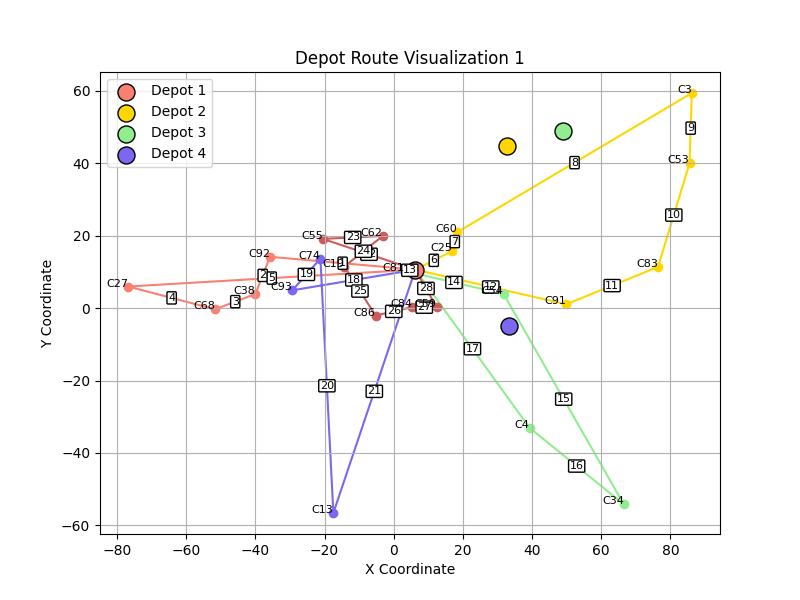 Depot Route Visualization 1
Depot 1
Depot 2
Depot 3
Depot 4
Y Coordinate
60
40
20
0
−20
−40
−60
−80
−60
−40
−20
0
20
40
60
80
X Coordinate
C3
9
8
C53
10
C60
7
C25
6
C83
11
12
C91
C62
23
C55
24
C92
C74
13
14
2
5
19
18
28
C27
C93
25
C38
4
3
C68
C84
26
27
C86
17
20
21
15
C4
16
C34
C13